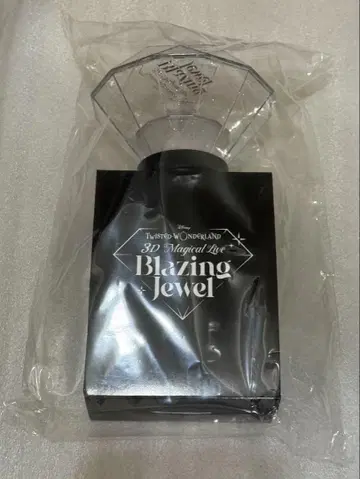 Disney
TWISTED-WONDERLAND
3D Magical Live
Blazing
Jewel